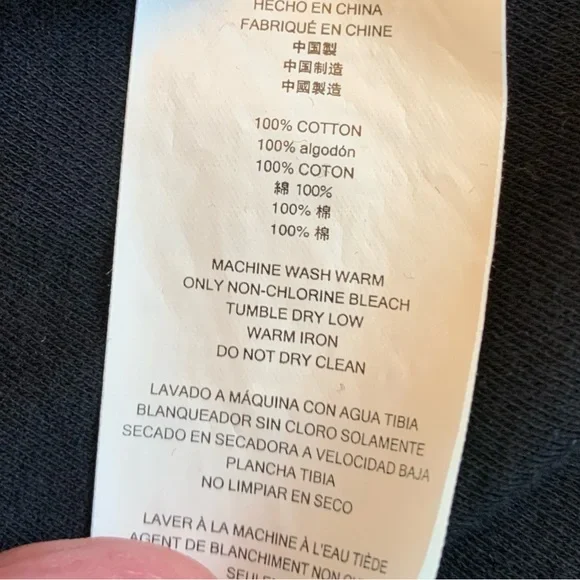 HECHO EN CHINA
FABRIQUÉ EN CHINE
中国製
中国制造
中國製造
100% COTTON
100% algodón
100% COTON
綿 100%
100% 棉
100% 棉
MACHINE WASH WARM
ONLY NON-CHLORINE BLEACH
TUMBLE DRY LOW
WARM IRON
DO NOT DRY CLEAN
LAVADO A MÁQUINA CON AGUA TIBIA
BLANQUEADOR SIN CLORO SOLAMENTE
SECADO EN SECADORA A VELOCIDAD BAJA
PLANCHA TIBIA
NO LIMPIAR EN SECO
LAVER À LA MACHINE À L'EAU TIÈDE
AGENT DE BLANCHIMENT NON